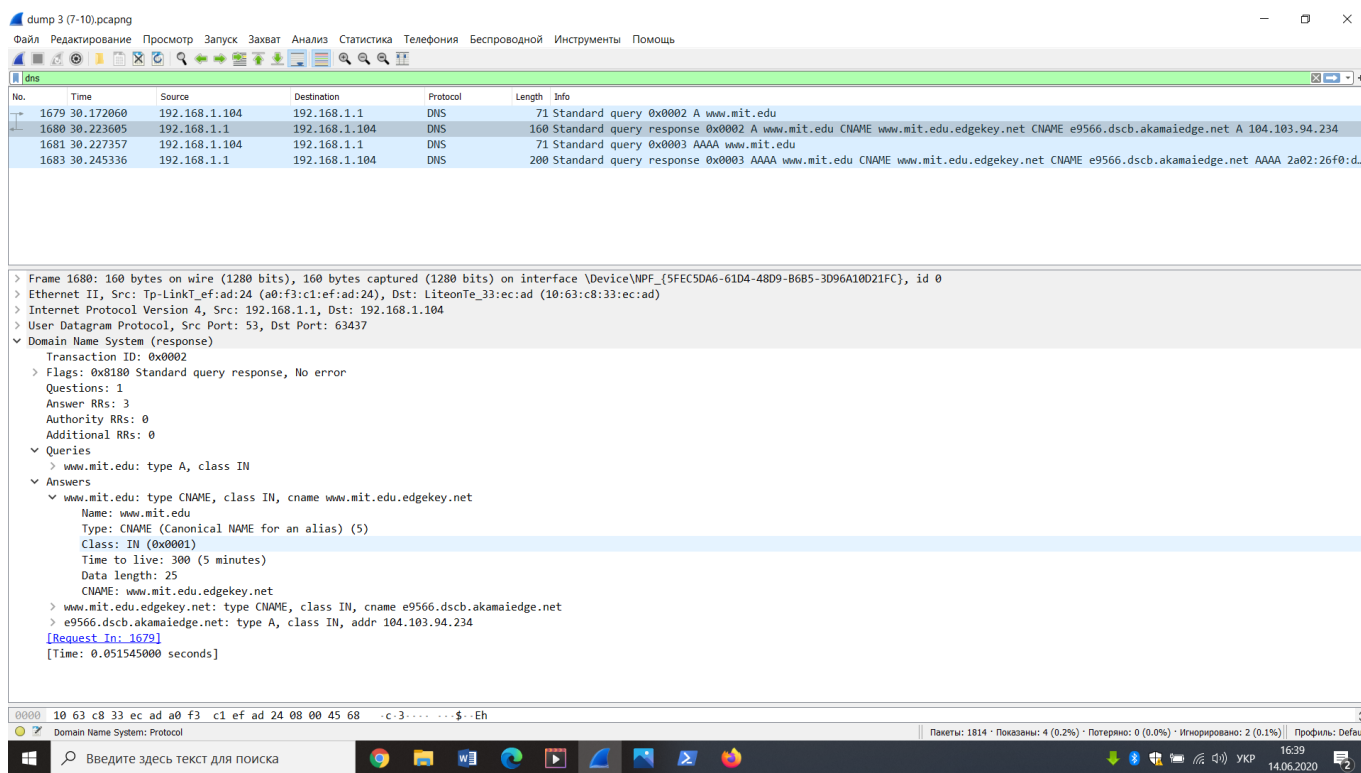 dump 3 (7-10).pcapng
Файл Редактирование Просмотр Запуск Захват Анализ Статистика Телефония Беспроводной Инструменты Помощь
dns
No. Time Source Destination Protocol Length Info
1679 30.172060 192.168.1.104 192.168.1.1 DNS 71 Standard query 0x0002 A www.mit.edu
1680 30.223605 192.168.1.1 192.168.1.104 DNS 160 Standard query response 0x0002 A www.mit.edu CNAME www.mit.edu.edgekey.net CNAME e9566.dscb.akamaiedge.net A 104.103.94.234
1681 30.227357 192.168.1.104 192.168.1.1 DNS 71 Standard query 0x0003 AAAA www.mit.edu
1683 30.245336 192.168.1.1 192.168.1.104 DNS 200 Standard query response 0x0003 AAAA www.mit.edu CNAME www.mit.edu.edgekey.net CNAME e9566.dscb.akamaiedge.net AAAA 2a02:26f0:d…
Frame 1680: 160 bytes on wire (1280 bits), 160 bytes captured (1280 bits) on interface \Device\NPF_{5FEC5DA6-61D4-48D9-B6B5-3D96A10D21FC}, id 0
Ethernet II, Src: Tp-LinkT_ef:ad:24 (a0:f3:c1:ef:ad:24), Dst: LiteonTe_33:ec:ad (10:63:c8:33:ec:ad)
Internet Protocol Version 4, Src: 192.168.1.1, Dst: 192.168.1.104
User Datagram Protocol, Src Port: 53, Dst Port: 63437
Domain Name System (response)
Transaction ID: 0x0002
Flags: 0x8180 Standard query response, No error
Questions: 1
Answer RRs: 3
Authority RRs: 0
Additional RRs: 0
Queries
www.mit.edu: type A, class IN
Answers
www.mit.edu: type CNAME, class IN, cname www.mit.edu.edgekey.net
Name: www.mit.edu
Type: CNAME (Canonical NAME for an alias) (5)
Class: IN (0x0001)
Time to live: 300 (5 minutes)
Data length: 25
CNAME: www.mit.edu.edgekey.net
www.mit.edu.edgekey.net: type CNAME, class IN, cname e9566.dscb.akamaiedge.net
e9566.dscb.akamaiedge.net: type A, class IN, addr 104.103.94.234
[Request In: 1679]
[Time: 0.051545000 seconds]
0000 10 63 c8 33 ec ad a0 f3 c1 ef ad 24 08 00 45 68 ·c·3···· ···$··Eh
Domain Name System: Protocol Пакеты: 1814 · Показаны: 4 (0.2%) · Потеряно: 0 (0.0%) · Игнорировано: 2 (0.1%) Профиль: Defau
Введите здесь текст для поиска УКР 16:39
14.06.2020 2